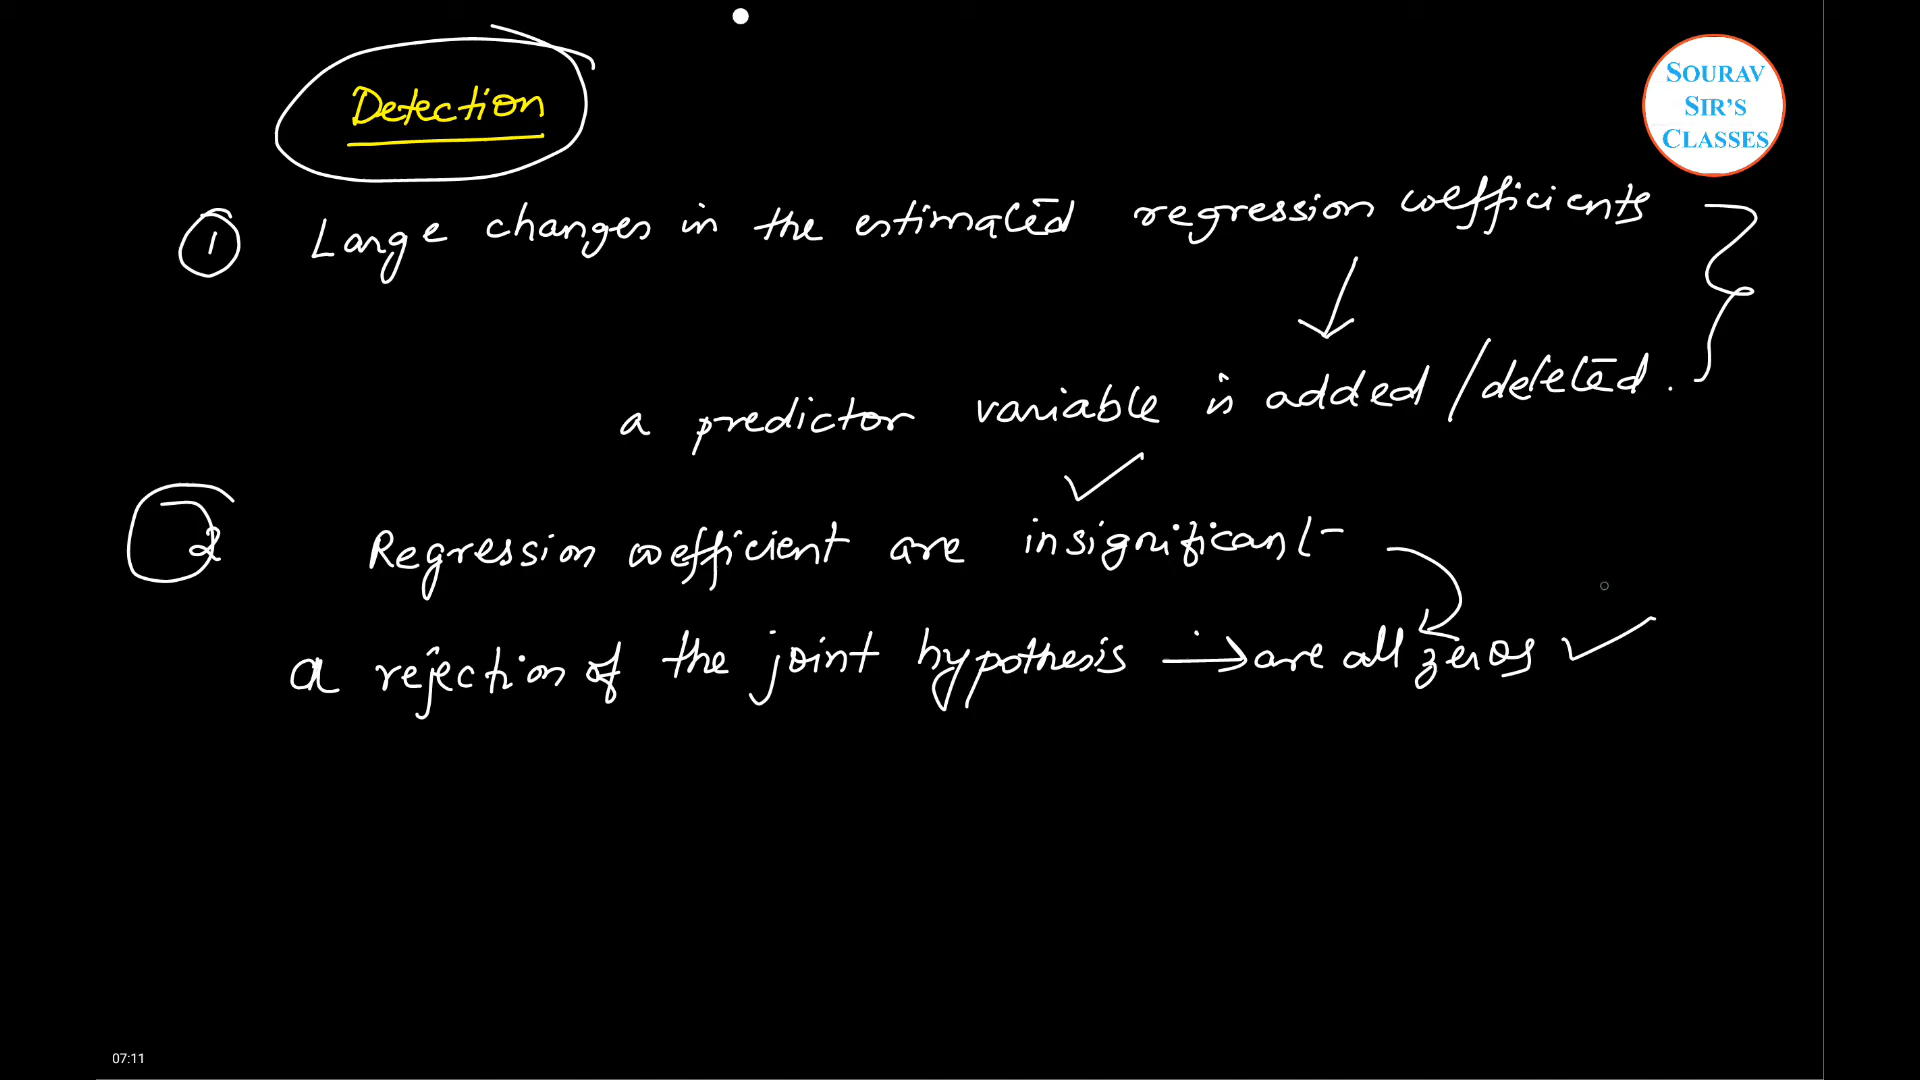 Detection
SOURAV
SIR'S
CLASSES
① Large changes in the estimated regression coefficients
a predictor variable is added/deleted.
2 Regression coefficient are insignificant
a rejection of the joint hypothesis → are all zeros
07:11